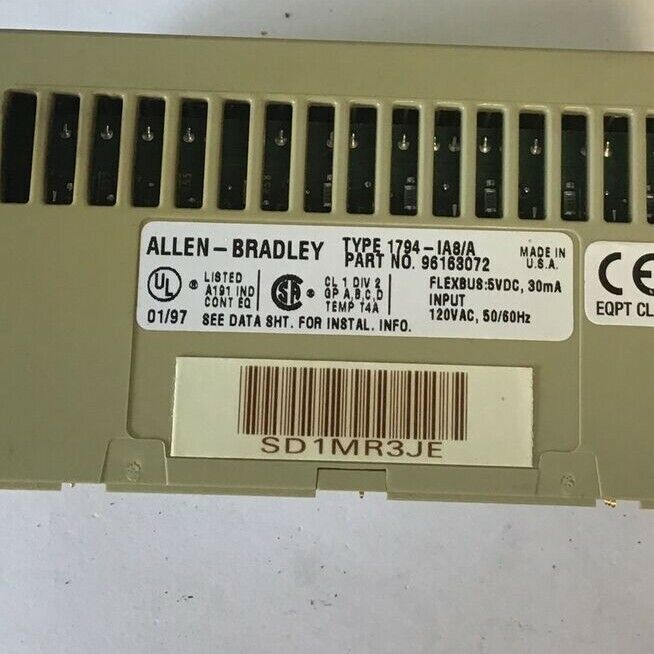 ALLEN-BRADLEY
TYPE 1794-IA8/A
PART NO. 96163072
MADE IN
U.S.A.
UL
LISTED
A191 IND
CONT EQ
SA
CL 1 DIV 2
GP A,B,C,D
TEMP T4A
FLEXBUS:5VDC, 30mA
INPUT
120VAC, 50/60Hz
01/97 SEE DATA SHT. FOR INSTAL. INFO.
CE
EQPT CL
SD1MR3JE